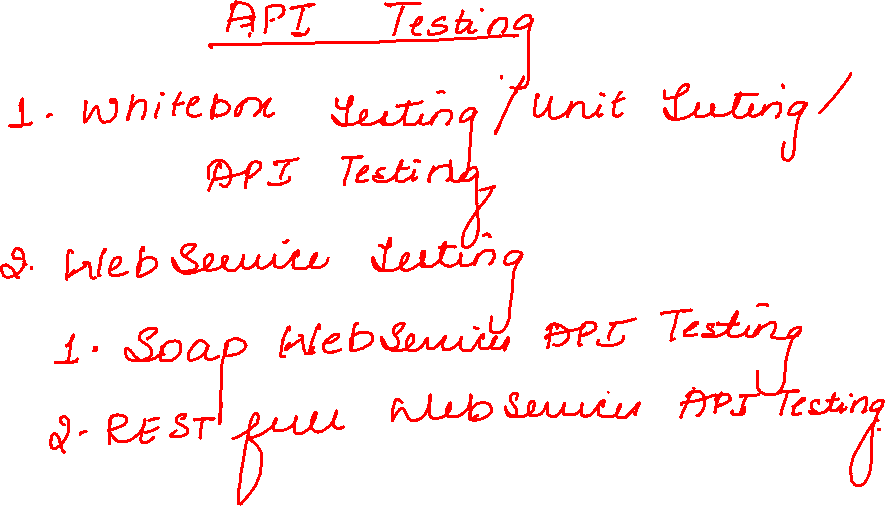 API Testing
1. Whitebox Testing / Unit Testing /
API Testing
2. WebService Testing
1. Soap WebServices API Testing
2. RESTfull WebServices API Testing